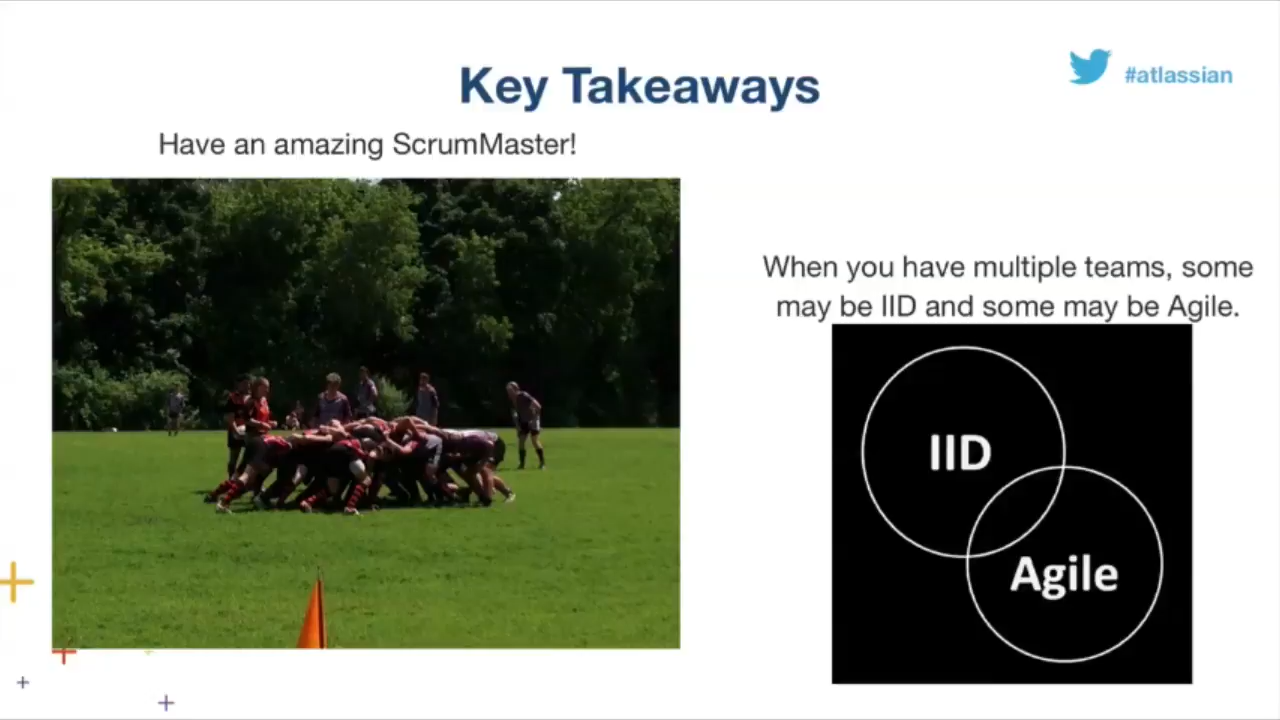 Key Takeaways
#atlassian
Have an amazing ScrumMaster!
When you have multiple teams, some
may be IID and some may be Agile.
IID
Agile